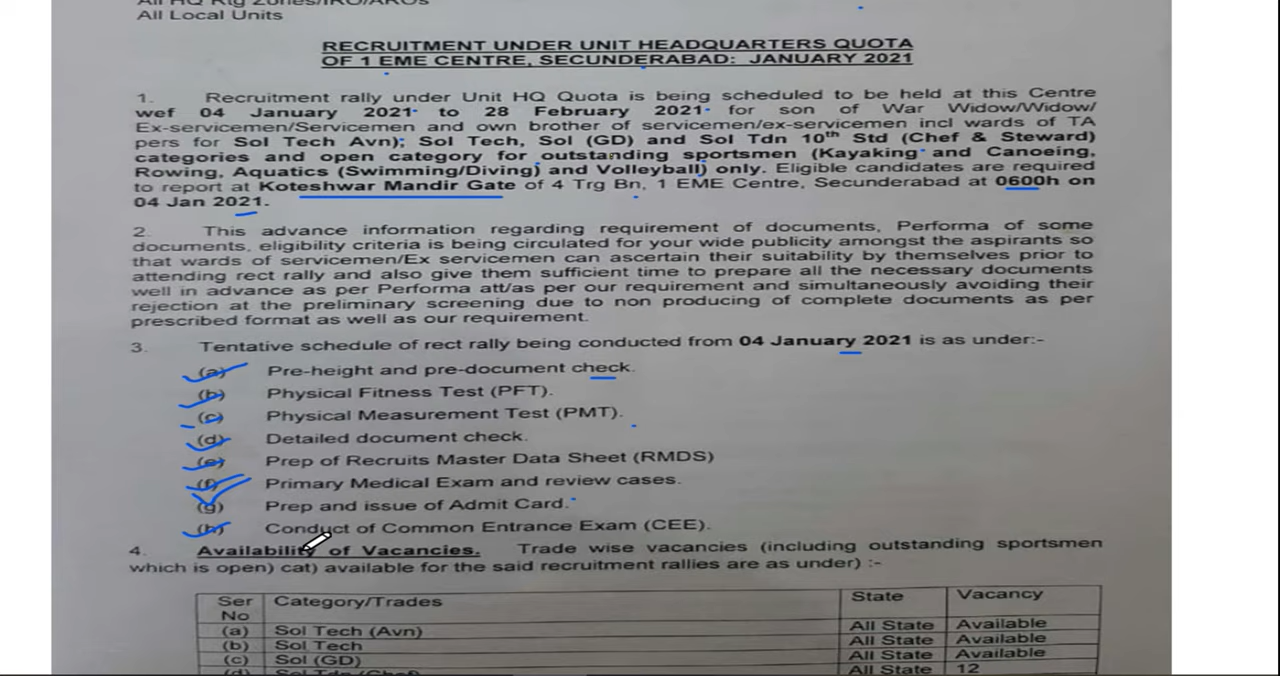 All HQ Rtg Zones/IRO/AROs
All Local Units
RECRUITMENT UNDER UNIT HEADQUARTERS QUOTA
OF 1 EME CENTRE, SECUNDERABAD: JANUARY 2021
1. Recruitment rally under Unit HQ Quota is being scheduled to be held at this Centre
wef 04 January 2021 to 28 February 2021 for son of War Widow/Widow/
Ex-servicemen/Servicemen and own brother of servicemen/ex-servicemen incl wards of TA
pers for Sol Tech Avn); Sol Tech, Sol (GD) and Sol Tdn 10th Std (Chef & Steward)
categories and open category for outstanding sportsmen (Kayaking and Canoeing,
Rowing, Aquatics (Swimming/Diving) and Volleyball) only. Eligible candidates are required
to report at Koteshwar Mandir Gate of 4 Trg Bn, 1 EME Centre, Secunderabad at 0600h on
04 Jan 2021.
2. This advance information regarding requirement of documents, Performa of some
documents, eligibility criteria is being circulated for your wide publicity amongst the aspirants so
that wards of servicemen/Ex servicemen can ascertain their suitability by themselves prior to
attending rect rally and also give them sufficient time to prepare all the necessary documents
well in advance as per Performa att/as per our requirement and simultaneously avoiding their
rejection at the preliminary screening due to non producing of complete documents as per
prescribed format as well as our requirement.
3. Tentative schedule of rect rally being conducted from 04 January 2021 is as under:-
(a) Pre-height and pre-document check.
(b) Physical Fitness Test (PFT).
(c) Physical Measurement Test (PMT).
(d) Detailed document check.
(e) Prep of Recruits Master Data Sheet (RMDS)
(f) Primary Medical Exam and review cases.
(g) Prep and issue of Admit Card.
(h) Conduct of Common Entrance Exam (CEE).
4. Availability of Vacancies. Trade wise vacancies (including outstanding sportsmen
which is open) cat) available for the said recruitment rallies are as under) :-
Ser No Category/Trades State Vacancy
(a) Sol Tech (Avn) All State Available
(b) Sol Tech All State Available
(c) Sol (GD) All State Available
(d) Sol Tdn (Chef) All State 12